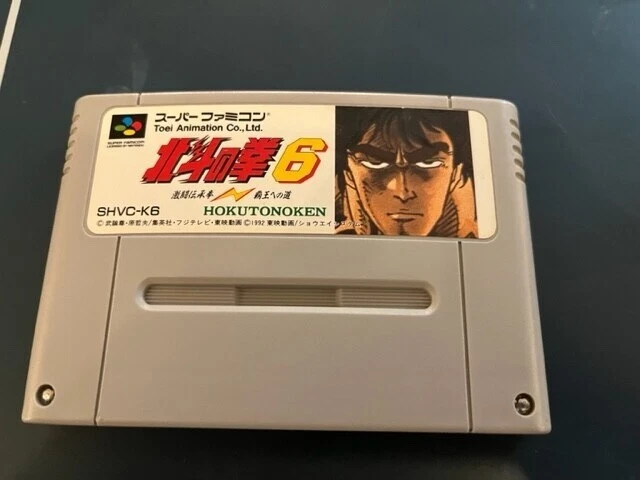 スーパーファミコン
Toei Animation Co.,Ltd.
SUPER FAMICOM
北斗の拳6
激闘伝承拳 覇王への道
SHVC-K6
HOKUTONOKEN
©武論尊・原哲夫/集英社・フジテレビ・東映動画 ©1992 東映動画/ショウエイ